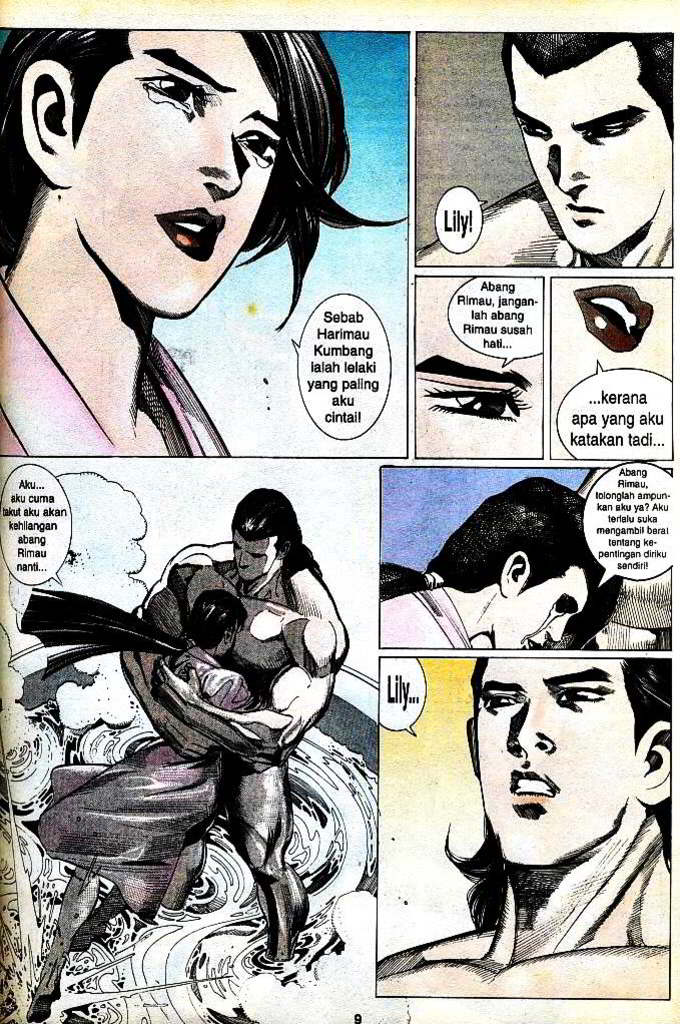 Sebab
Harimau
Kumbang
ialah lelaki
yang paling
aku
cintai!
Lily!
Abang
Rimau, jangan-
lah abang
Rimau susah
hati...
...kerana
apa yang aku
katakan tadi...
Aku...
aku cuma
takut aku akan
kehilangan
abang
Rimau
nanti...
Abang
Rimau,
tolonglah ampun-
kan aku ya? Aku
terlalu suka
mengambil berat
tentang ke-
pentingan diriku
sendiri!
Lily...
9